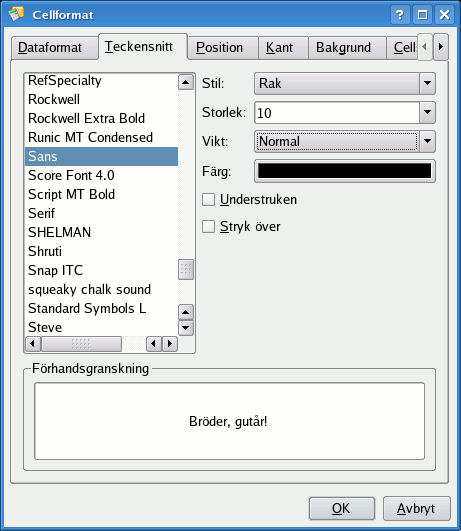 Cellformat
Dataformat Teckensnitt Position Kant Bakgrund Cell
RefSpecialty
Rockwell
Rockwell Extra Bold
Runic MT Condensed
Sans
Score Font 4.0
Script MT Bold
Serif
SHELMAN
Shruti
Snap ITC
squeaky chalk sound
Standard Symbols L
Steve
Stil: Rak
Storlek: 10
Vikt: Normal
Färg:
Understruken
Stryk över
Förhandsgranskning
Bröder, gutår!
OK Avbryt